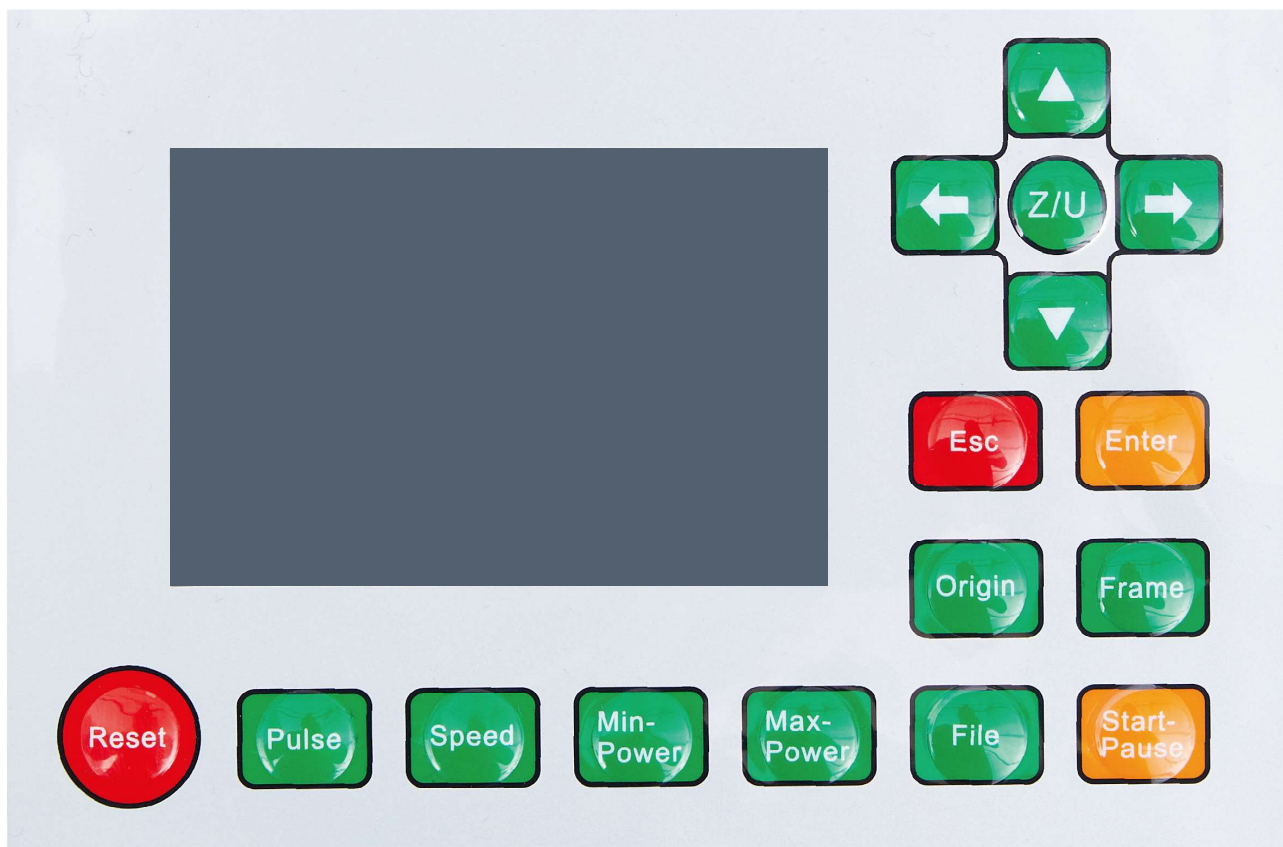 Z/U
Esc
Enter
Origin
Frame
Reset
Pulse
Speed
Min-
Power
Max-
Power
File
Start-
Pause